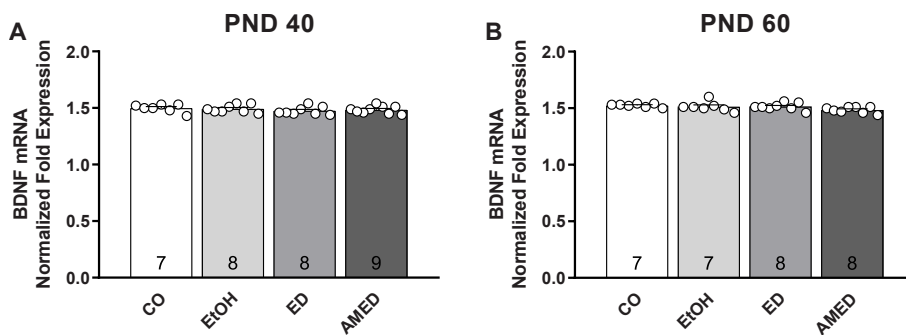 A
PND 40
BDNF mRNA
Normalized Fold Expression
2.0
1.5
1.0
0.5
0.0
7
8
8
9
CO
EtOH
ED
AMED
B
PND 60
BDNF mRNA
Normalized Fold Expression
2.0
1.5
1.0
0.5
0.0
7
7
8
8
CO
EtOH
ED
AMED